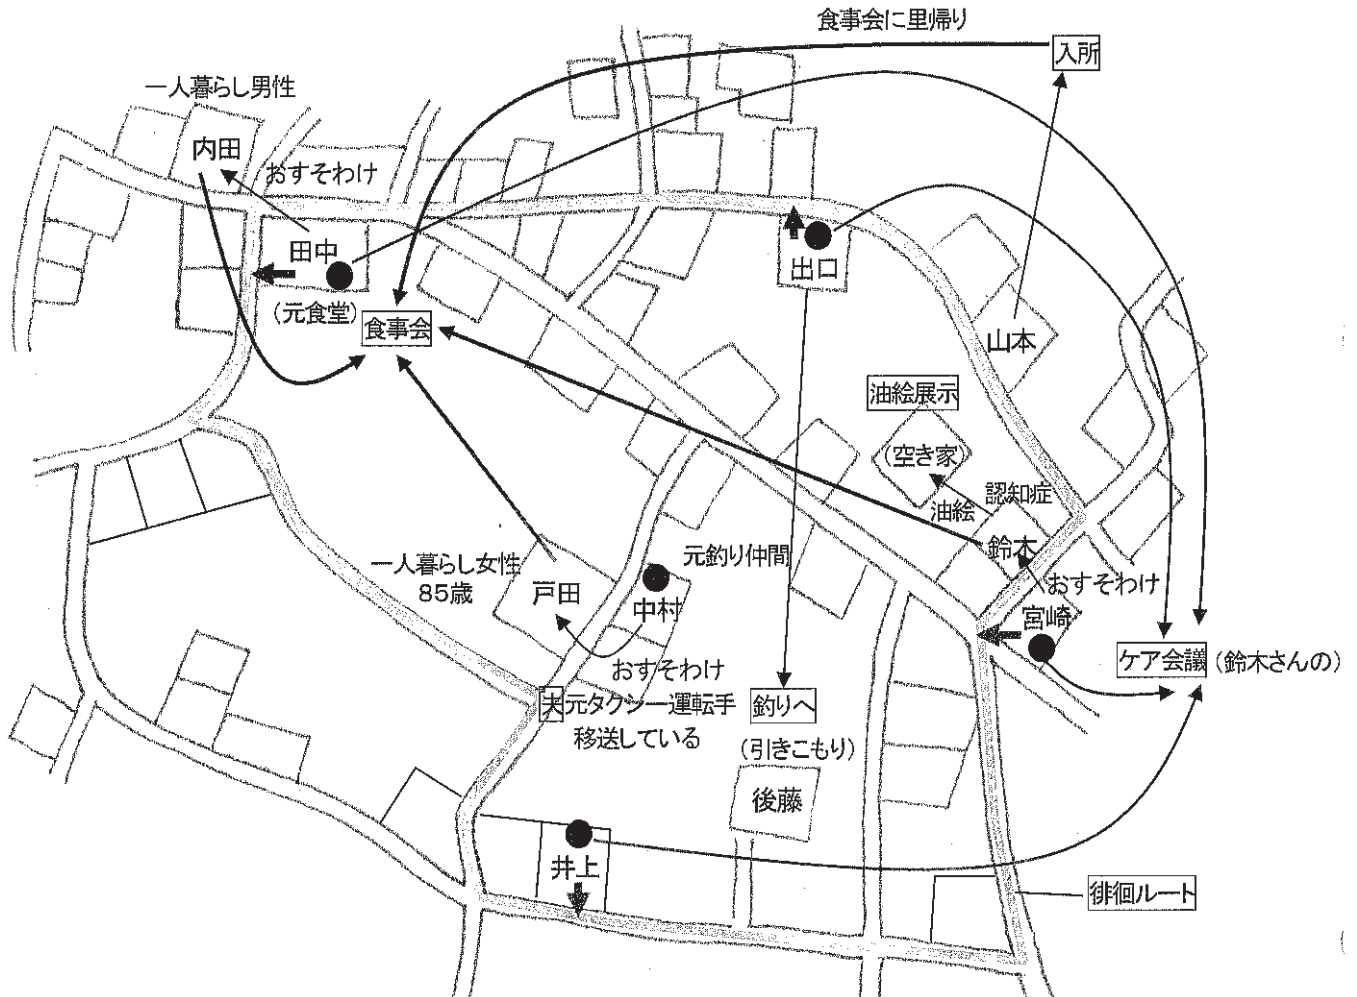 食事会に里帰り
入所
一人暮らし男性
内田
おすそわけ
田中
(元食堂)
食事会
出口
山本
油絵展示
(空き家)
認知症
油絵
鈴木
元釣り仲間
一人暮らし女性
85歳
戸田
中村
おすそわけ
おすそわけ
宮崎
ケア会議
(鈴木さんの)
夫
元タクシー運転手
移送している
釣りへ
(引きこもり)
後藤
井上
徘徊ルート